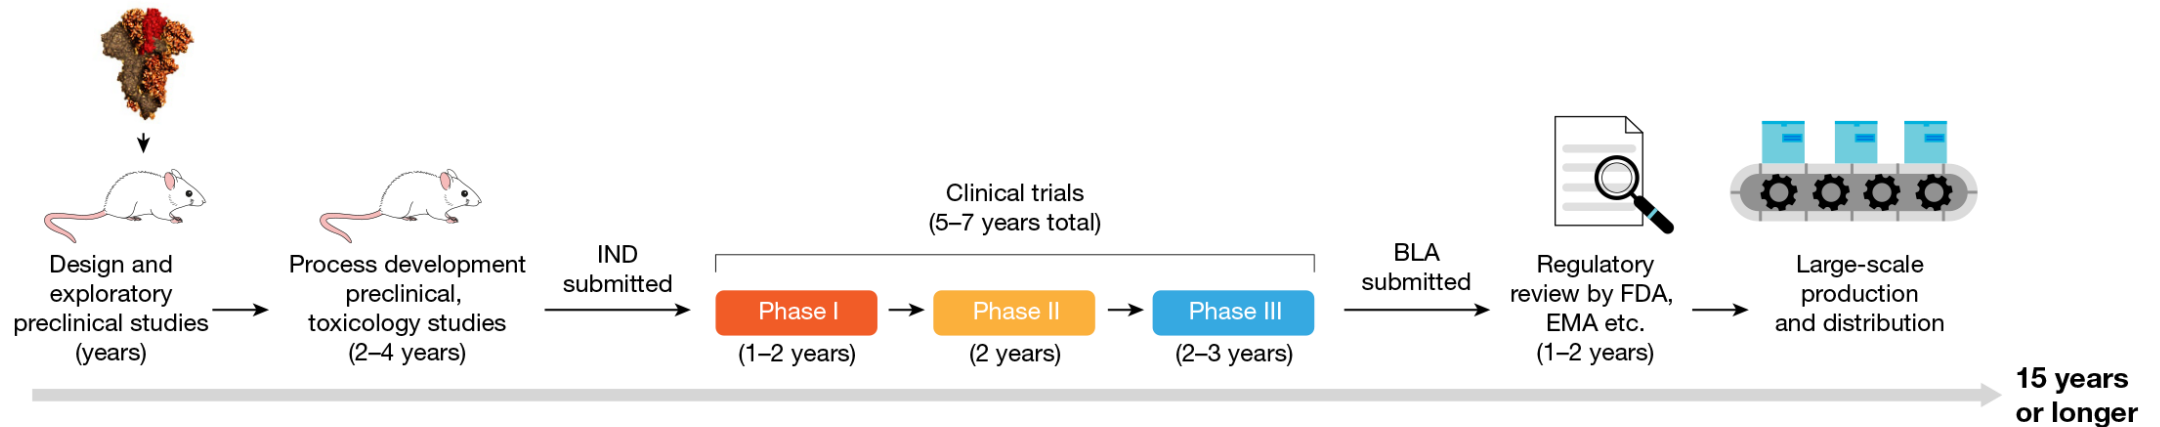 Design and
exploratory
preclinical studies
(years)
Process development
preclinical,
toxicology studies
(2–4 years)
IND
submitted
Clinical trials
(5–7 years total)
Phase I
(1–2 years)
Phase II
(2 years)
Phase III
(2–3 years)
BLA
submitted
Regulatory
review by FDA,
EMA etc.
(1–2 years)
Large-scale
production
and distribution
15 years
or longer